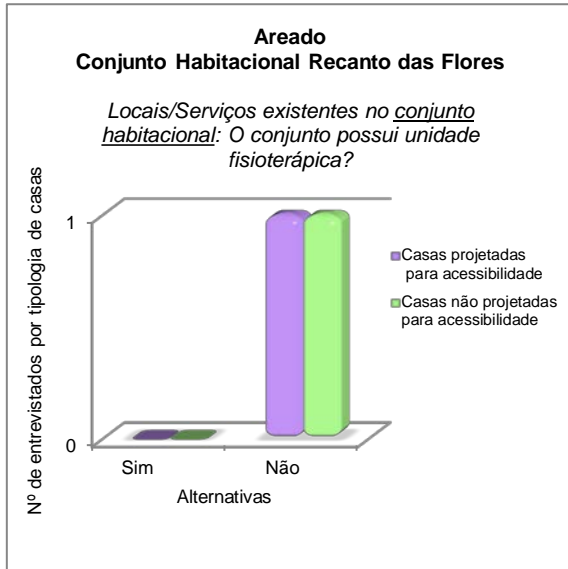 Areado
Conjunto Habitacional Recanto das Flores
Locais/Serviços existentes no conjunto
habitacional: O conjunto possui unidade
fisioterápica?
Nº de entrevistados por tipologia de casas
1
0
Sim
Não
Alternativas
Casas projetadas
para acessibilidade
Casas não projetadas
para acessibilidade